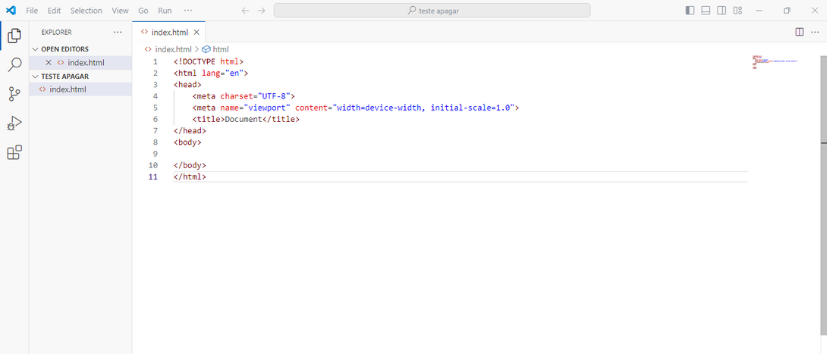 File Edit Selection View Go Run ··· teste apagar
EXPLORER ···
OPEN EDITORS
index.html
TESTE APAGAR
index.html
index.html
index.html > html
1 <!DOCTYPE html>
2 <html lang="en">
3 <head>
4 <meta charset="UTF-8">
5 <meta name="viewport" content="width=device-width, initial-scale=1.0">
6 <title>Document</title>
7 </head>
8 <body>
9
10 </body>
11 </html>